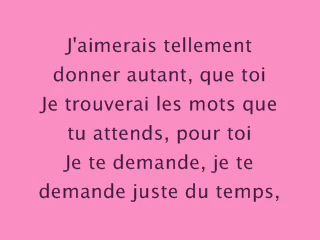 J'aimerais tellement
donner autant, que toi
Je trouverai les mots que
tu attends, pour toi
Je te demande, je te
demande juste du temps,